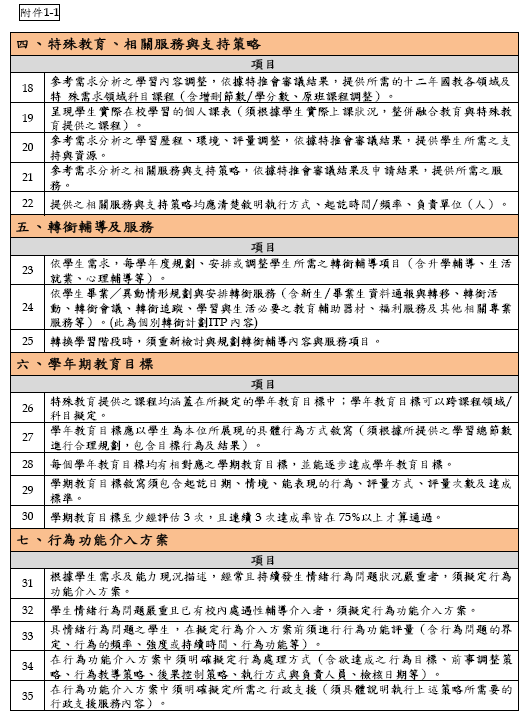 附件1-1
四、特殊教育、相關服務與支持策略
項目
18 參考需求分析之學習內容調整，依據特推會審議結果，提供所需的十二年國教各領域及
特 殊需求領域科目課程（含增刪節數/學分數、原班課程調整）。
19 呈現學生實際在校學習的個人課表（須根據學生實際上課狀況，整併融合教育與特殊教
育提供之課程）。
20 參考需求分析之學習歷程、環境、評量調整，依據特推會審議結果，提供學生所需之支
持與資源。
21 參考需求分析之相關服務與支持策略，依據特推會審議結果及申請結果，提供所需之服
務。
22 提供之相關服務與支持策略均應清楚敘明執行方式、起訖時間/頻率、負責單位（人）。
五、轉銜輔導及服務
項目
23 依學生需求，每學年度規劃、安排或調整學生所需之轉銜輔導項目（含升學輔導、生活
就業、心理輔導等）。
24 依學生畢業／異動情形規劃與安排轉銜服務（含新生/畢業生資料通報與轉移、轉銜活
動、轉銜會議、轉銜追蹤、學習與生活必要之教育輔助器材、福利服務及其他相關專業
服務等）。(此為個別轉銜計劃ITP內容)
25 轉換學習階段時，須重新檢討與規劃轉銜輔導內容與服務項目。
六、學年期教育目標
項目
26 特殊教育提供之課程均涵蓋在所擬定的學年教育目標中；學年教育目標可以跨課程領域/
科目擬定。
27 學年教育目標應以學生為本位所展現的具體行為方式敘寫（須根據所提供之學習總節數
進行合理規劃，包含目標行為及結果）。
28 每個學年教育目標均有相對應之學期教育目標，並能逐步達成學年教育目標。
29 學期教育目標敘寫須包含起訖日期、情境、能表現的行為、評量方式、評量次數及達成
標準。
30 學期教育目標至少經評估3次，且連續3次達成率皆在75%以上才算通過。
七、行為功能介入方案
項目
31 根據學生需求及能力現況描述，經常且持續發生情緒行為問題狀況嚴重者，須擬定行為
功能介入方案。
32 學生情緒行為問題嚴重且已有校內處遇性輔導介入者，須擬定行為功能介入方案。
33 具情緒行為問題之學生，在擬定行為介入方案前須進行行為功能評量（含行為問題的界
定、行為的頻率、強度或持續時間、行為功能等）。
34 在行為功能介入方案中須明確擬定行為處理方式（含欲達成之行為目標、前事調整策
略、行為教導策略、後果控制策略、執行方式與負責人員、檢核日期等）。
35 在行為功能介入方案中須明確擬定所需之行政支援（須具體說明執行上述策略所需要的
行政支援服務內容）。